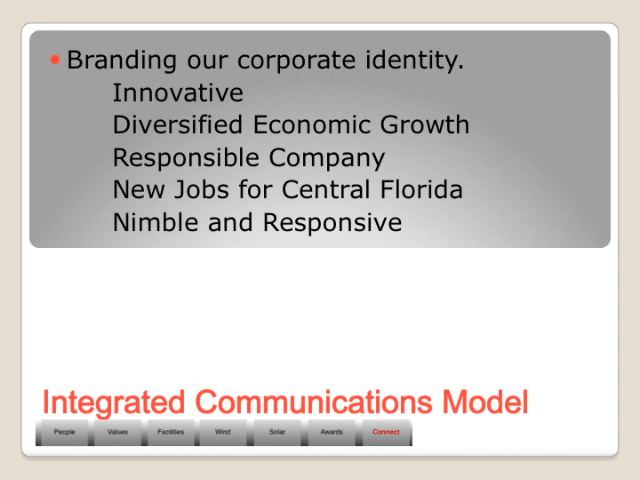 Branding our corporate identity.
Innovative
Diversified Economic Growth
Responsible Company
New Jobs for Central Florida
Nimble and Responsive
Integrated Communications Model
People Values Facilities Wind Solar Awards Connect